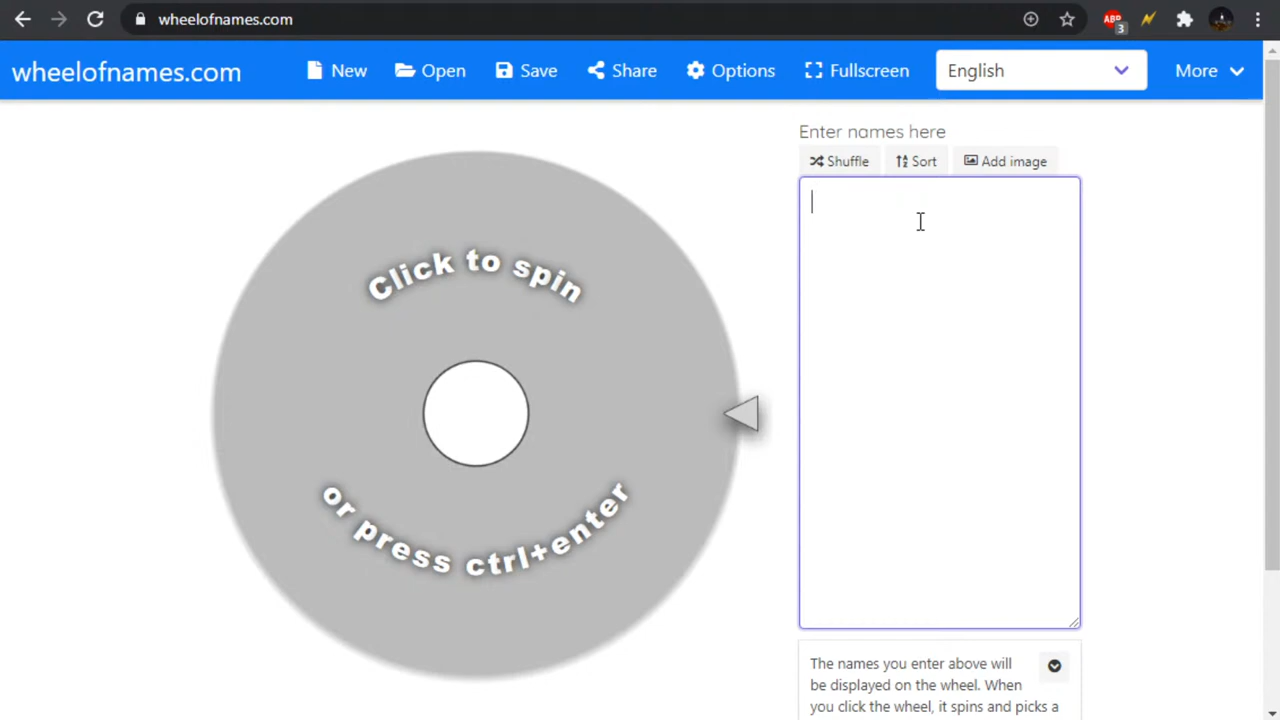 wheelofnames.com
ABP
3
wheelofnames.com
New
Open
Save
Share
Options
Fullscreen
English
More
Enter names here
Shuffle
Sort
Add image
Click to spin
or press ctrl+enter
The names you enter above will
be displayed on the wheel. When
you click the wheel, it spins and picks a